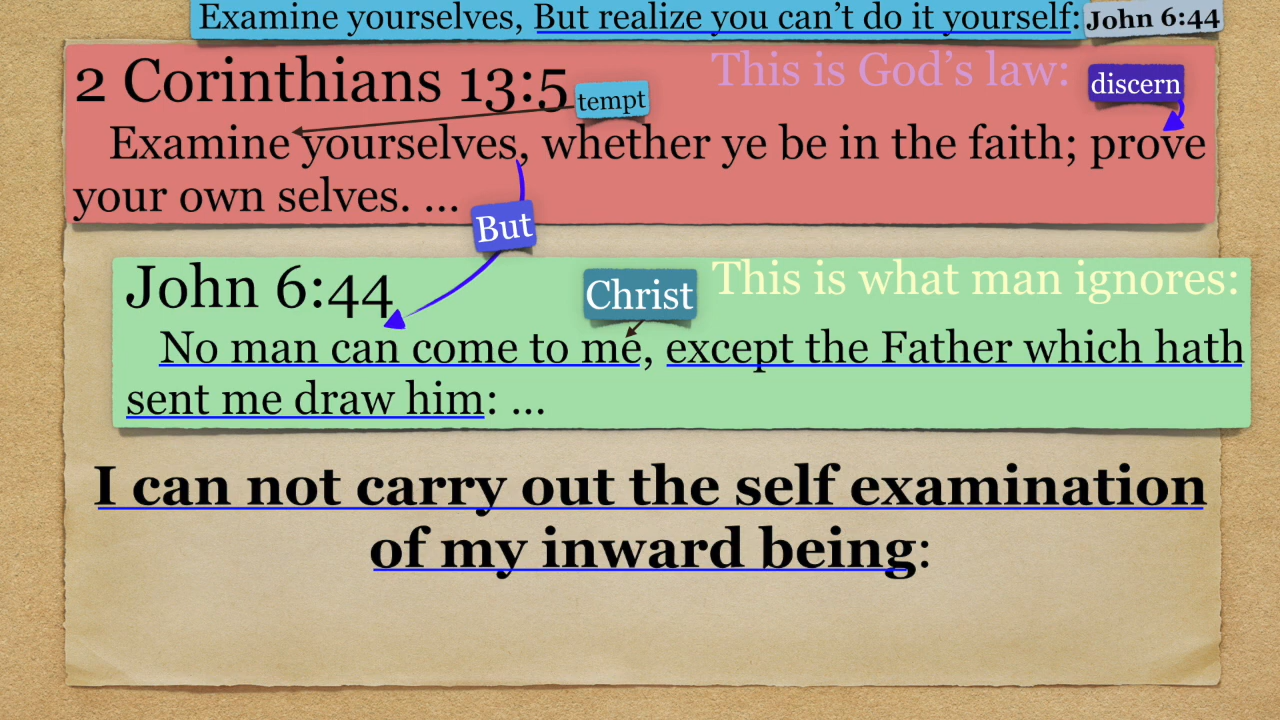 Examine yourselves, But realize you can’t do it yourself: John 6:44
2 Corinthians 13:5 tempt This is God’s law: discern
Examine yourselves, whether ye be in the faith; prove
your own selves. ...
But
John 6:44 Christ This is what man ignores:
No man can come to me, except the Father which hath
sent me draw him: ...
I can not carry out the self examination
of my inward being: